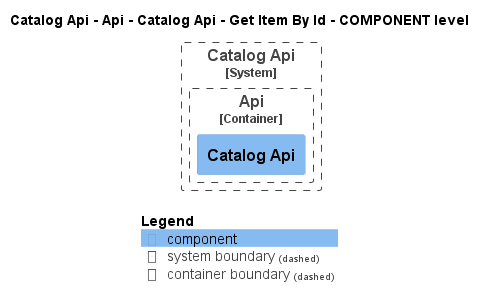 Catalog Api - Api - Catalog Api - Get Item By Id - COMPONENT level
Catalog Api
[System]
Api
[Container]
Catalog Api
Legend
component
system boundary (dashed)
container boundary (dashed)